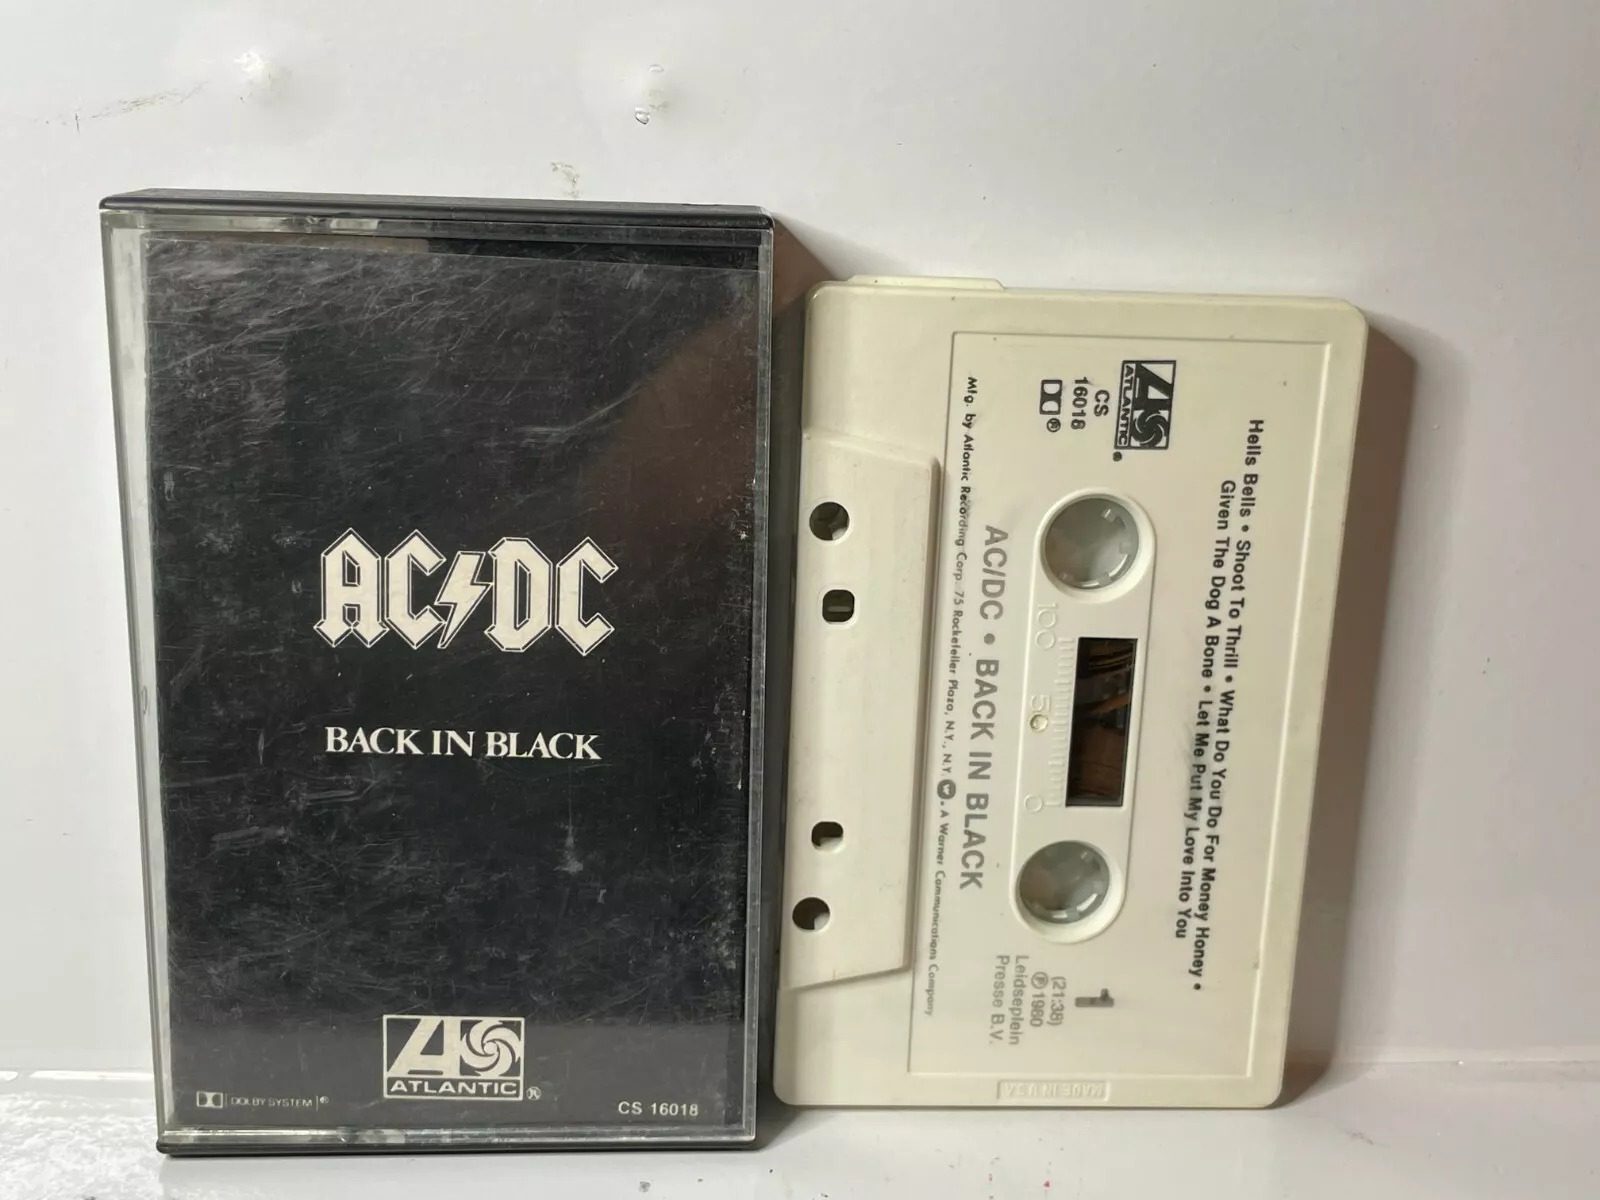 AC/DC
BACK IN BLACK
ATLANTIC®
DOLBY SYSTEM ®
CS 16018
Hells Bells • Shoot To Thrill • What Do You Do For Money Honey •
Given The Dog A Bone • Let Me Put My Love Into You
ATLANTIC®
CS
16018
®
100 50 0
1
(21:38)
℗ 1980
Leidseplein
Presse B.V.
AC/DC • BACK IN BLACK
Mfg. by Atlantic Recording Corp. 75 Rockefeller Plaza, N.Y., N.Y. W. A Warner Communications Company
MADE IN USA